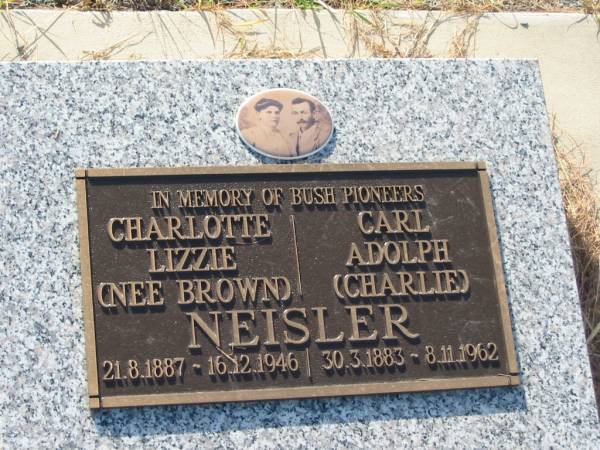 IN MEMORY OF BUSH PIONEERS
CHARLOTTE
LIZZIE
(NEE BROWN)
CARL
ADOLPH
(CHARLIE)
NEISLER
21.8.1887 - 16.12.1946
30.3.1883 - 8.11.1962